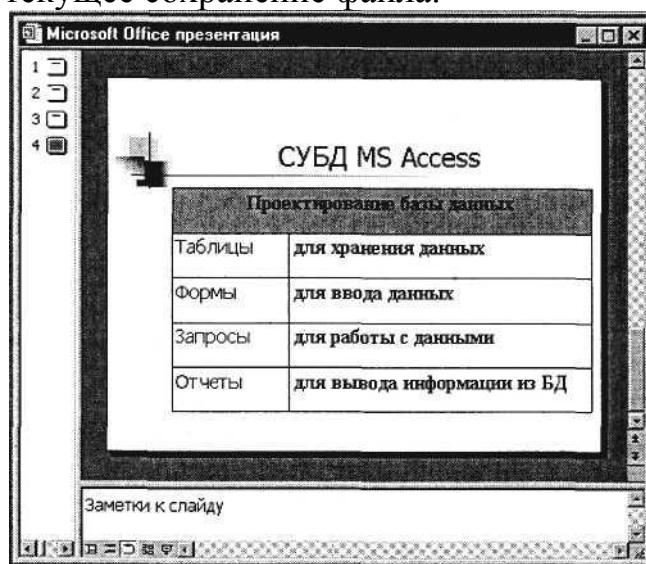 текущее сохранение файла.
Microsoft Office презентация
1
2
3
4
СУБД MS Access
Проектирование базы данных
Таблицы для хранения данных
Формы для ввода данных
Запросы для работы с данными
Отчеты для вывода информации из БД
Заметки к слайду